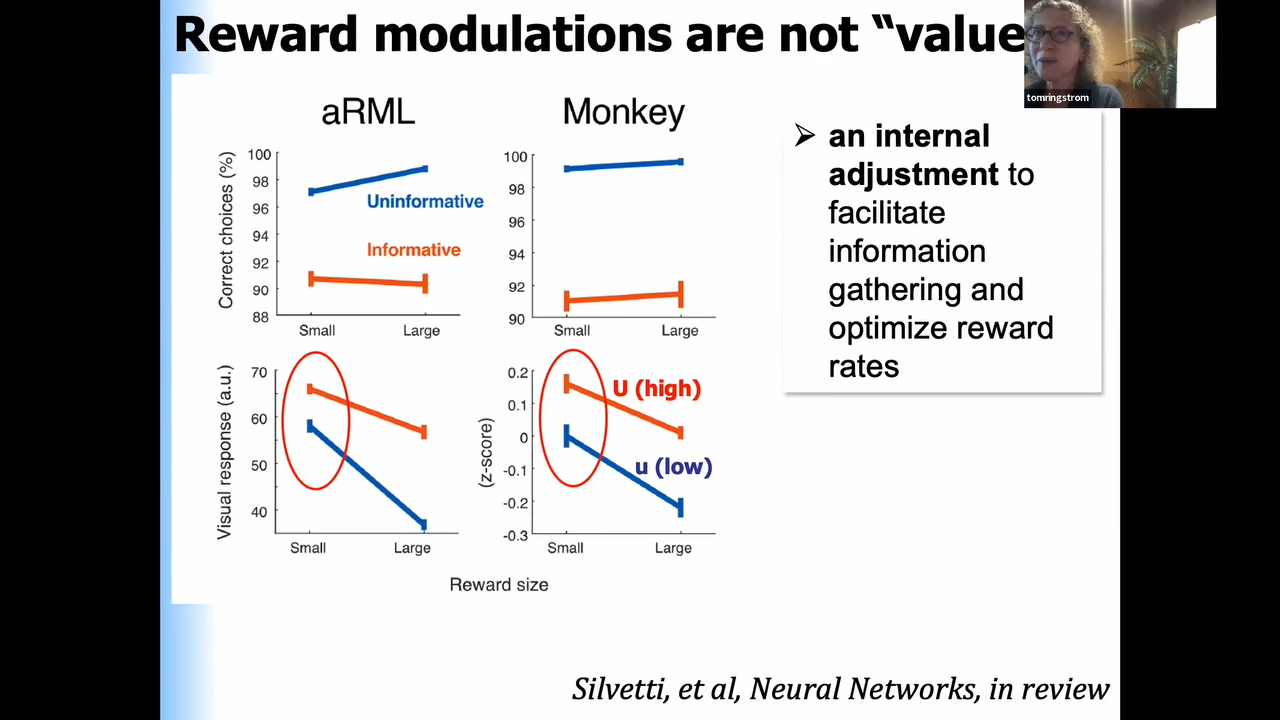 Reward modulations are not “value
tomringstrom
aRML
Monkey
Correct choices (%)
100
98
96
94
92
90
88
Uninformative
Informative
Small
Large
100
98
96
94
92
90
Small
Large
Visual response (a.u.)
70
60
50
40
Small
Large
(z-score)
0.2
0.1
0
-0.1
-0.2
-0.3
U (high)
u (low)
Small
Large
Reward size
➢ an internal
adjustment to
facilitate
information
gathering and
optimize reward
rates
Silvetti, et al, Neural Networks, in review